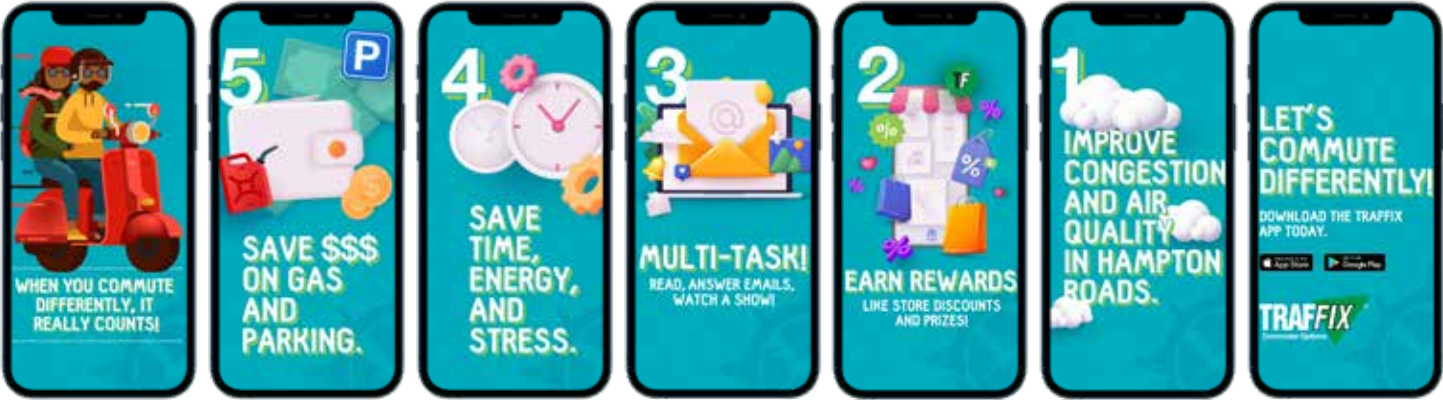 WHEN YOU COMMUTE
DIFFERENTLY, IT
REALLY COUNTS!
5
P
SAVE $$$
ON GAS
AND
PARKING.
4
SAVE
TIME,
ENERGY,
AND
STRESS.
3
@
MULTI-TASK!
READ, ANSWER EMAILS,
WATCH A SHOW!
2
TF
%
%
%
%
%
EARN REWARDS
LIKE STORE DISCOUNTS
AND PRIZES!
1
IMPROVE
CONGESTION
AND AIR
QUALITY
IN HAMPTON
ROADS.
LET'S
COMMUTE
DIFFERENTLY!
DOWNLOAD THE TRAFFIX
APP TODAY.
App Store
Google Play
TRAFFIX
Commuter Options